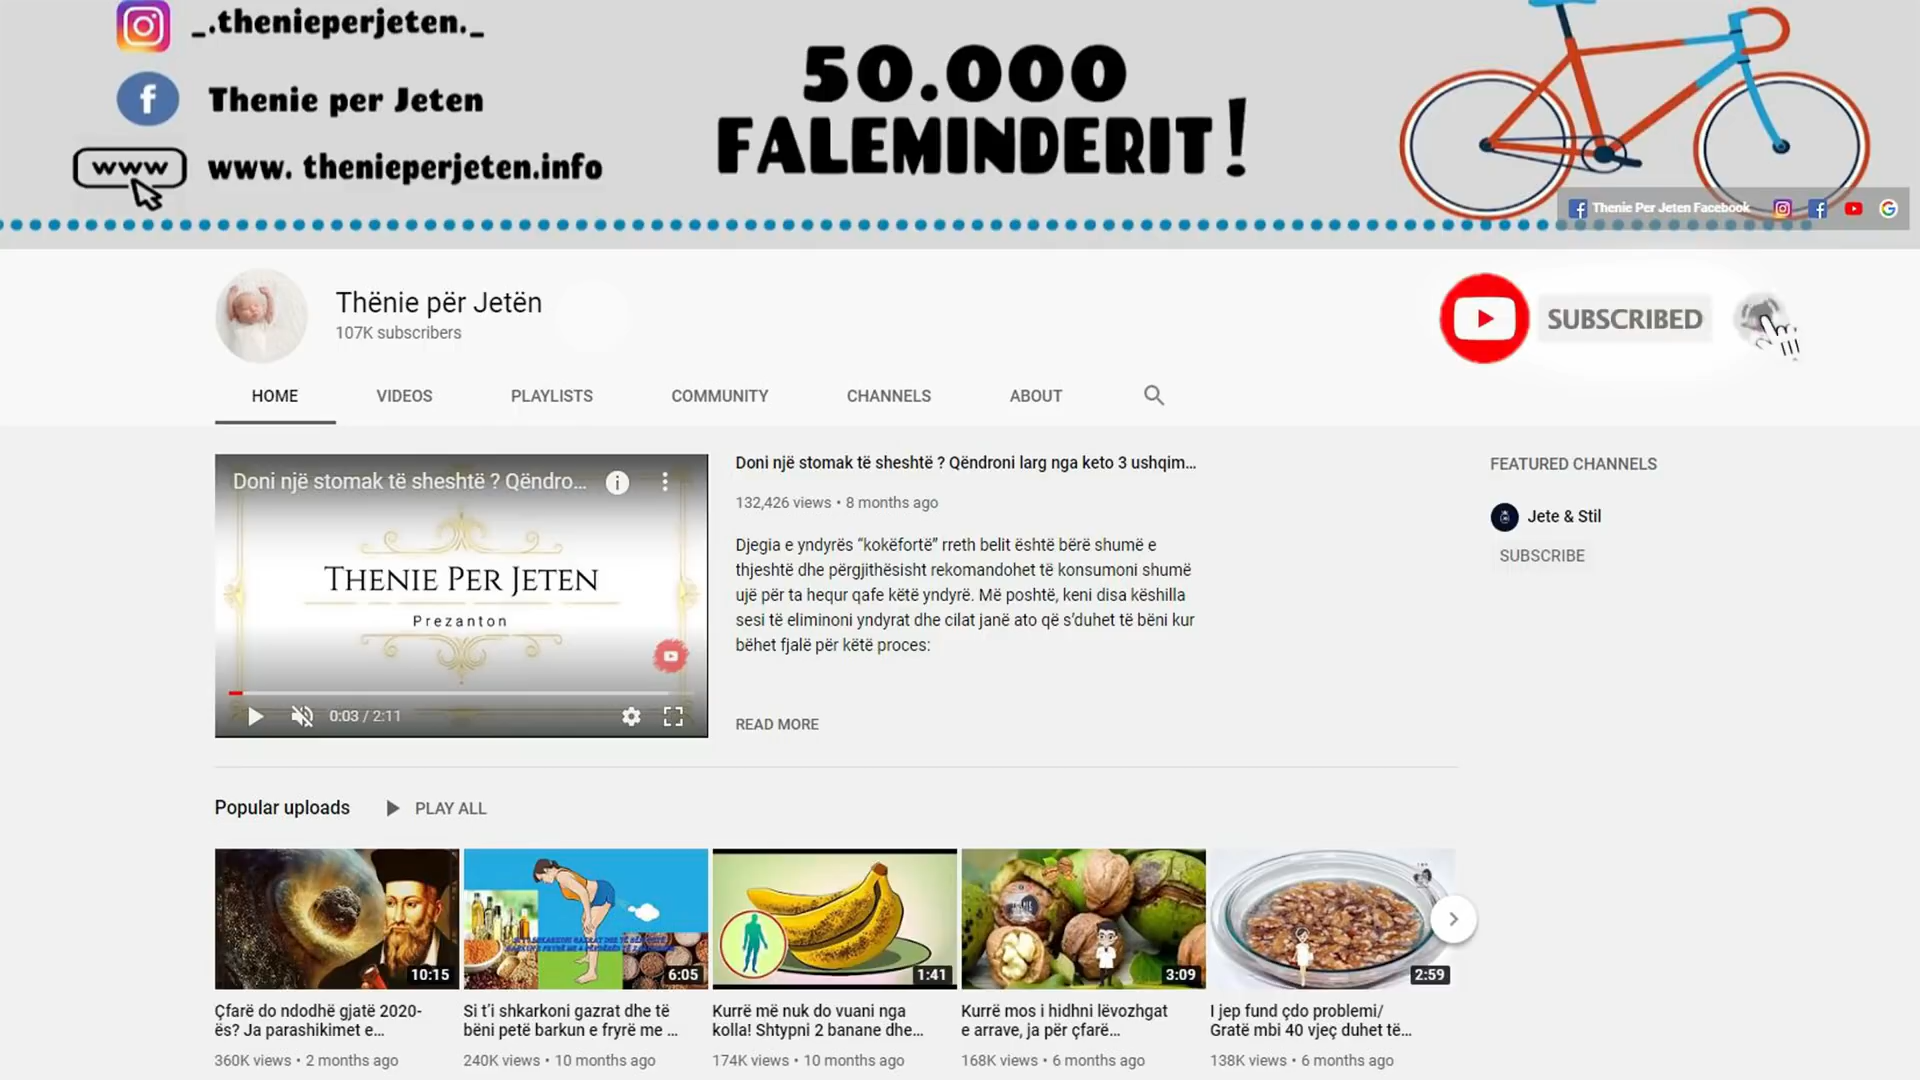 _.thenieperjeten._
Thenie per Jeten
www
www. thenieperjeten.info
50.000
FALEMINDERIT!
Thenie Per Jeten Facebook
Thënie për Jetën
107K subscribers
SUBSCRIBED
HOME
VIDEOS
PLAYLISTS
COMMUNITY
CHANNELS
ABOUT
Doni një stomak të sheshtë ? Qëndro...
THENIE PER JETEN
Prezanton
0:03 / 2:11
Doni një stomak të sheshtë ? Qëndroni larg nga keto 3 ushqim...
132,426 views • 8 months ago
Djegia e yndyrës “kokëfortë” rreth belit është bërë shumë e
thjeshtë dhe përgjithësisht rekomandohet të konsumoni shumë
ujë për ta hequr qafe këtë yndyrë. Më poshtë, keni disa këshilla
sesi të eliminoni yndyrat dhe cilat janë ato që s’duhet të bëni kur
bëhet fjalë për këtë proces:
READ MORE
FEATURED CHANNELS
Jete & Stil
SUBSCRIBE
Popular uploads
PLAY ALL
10:15
6:05
1:41
3:09
2:59
Çfarë do ndodhë gjatë 2020-
ës? Ja parashikimet e...
360K views • 2 months ago
Si t’i shkarkoni gazrat dhe të
bëni petë barkun e fryrë me ...
240K views • 10 months ago
Kurrë më nuk do vuani nga
kolla! Shtypni 2 banane dhe...
174K views • 10 months ago
Kurrë mos i hidhni lëvozhgat
e arrave, ja për çfarë...
168K views • 6 months ago
I jep fund çdo problemi/
Gratë mbi 40 vjeç duhet të...
138K views • 6 months ago